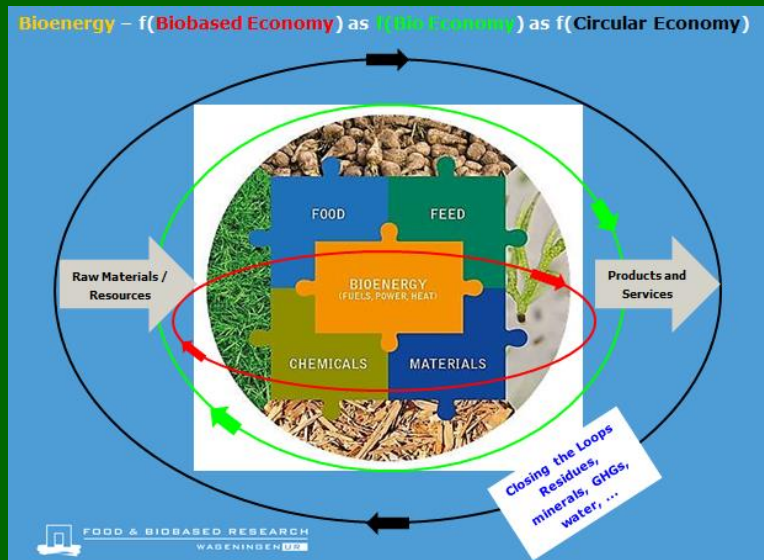 Bioenergy – f(Biobased Economy) as f(Bio Economy) as f(Circular Economy)
FOOD
FEED
Raw Materials /
Resources
BIOENERGY
(FUELS, POWER, HEAT)
Products and
Services
CHEMICALS
MATERIALS
Closing the Loops
Residues,
minerals, GHGs,
water, ...
FOOD & BIOBASED RESEARCH
WAGENINGEN UR